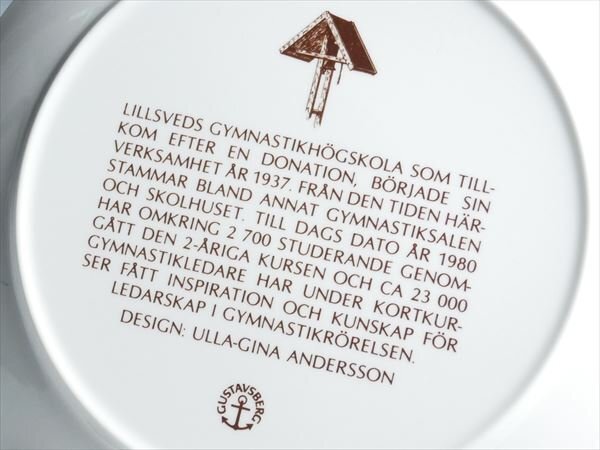 LILLSVEDS GYMNASTIKHÖGSKOLA SOM TILL-
KOM EFTER EN DONATION, BÖRJADE SIN
VERKSAMHET ÅR 1937. FRÅN DEN TIDEN HÄR-
STAMMAR BLAND ANNAT GYMNASTIKSALEN
OCH SKOLHUSET. TILL DAGS DATO ÅR 1980
HAR OMKRING 2 700 STUDERANDE GENOM-
GÅTT DEN 2-ÅRIGA KURSEN OCH CA 23 000
GYMNASTIKLEDARE HAR UNDER KORTKUR-
SER FÅTT INSPIRATION OCH KUNSKAP FÖR
LEDARSKAP I GYMNASTIKRÖRELSEN.
DESIGN: ULLA-GINA ANDERSSON
GUSTAVSBERG